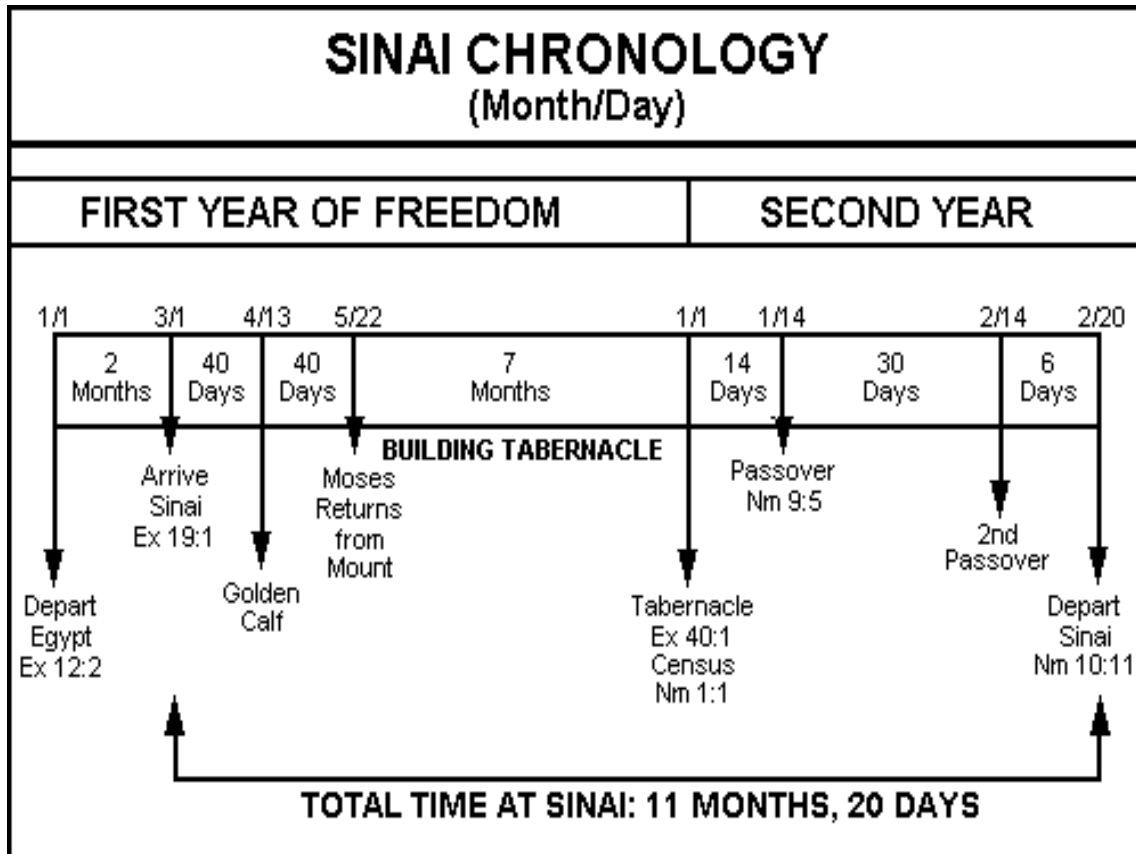 SINAI CHRONOLOGY
(Month/Day)
FIRST YEAR OF FREEDOM
SECOND YEAR
1/1
3/1
4/13
5/22
1/1
1/14
2/14
2/20
2
Months
40
Days
40
Days
7
Months
14
Days
30
Days
6
Days
BUILDING TABERNACLE
Depart
Egypt
Ex 12:2
Arrive
Sinai
Ex 19:1
Golden
Calf
Moses
Returns
from
Mount
Tabernacle
Ex 40:1
Census
Nm 1:1
Passover
Nm 9:5
2nd
Passover
Depart
Sinai
Nm 10:11
TOTAL TIME AT SINAI: 11 MONTHS, 20 DAYS